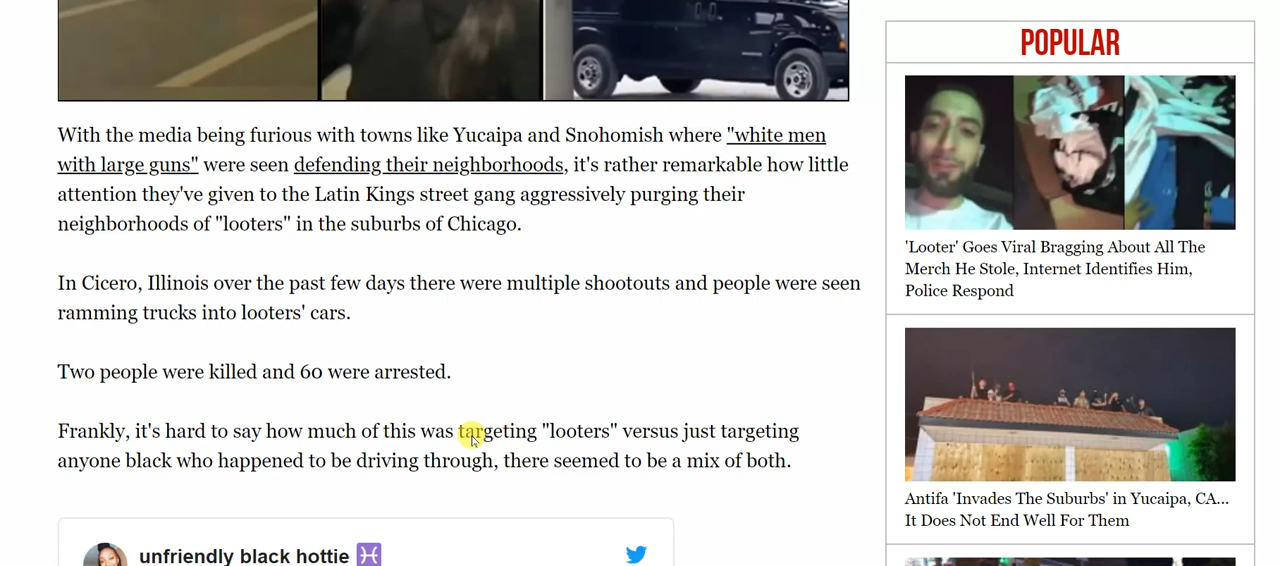 With the media being furious with towns like Yucaipa and Snohomish where "white men
with large guns" were seen defending their neighborhoods, it's rather remarkable how little
attention they've given to the Latin Kings street gang aggressively purging their
neighborhoods of "looters" in the suburbs of Chicago.
In Cicero, Illinois over the past few days there were multiple shootouts and people were seen
ramming trucks into looters' cars.
Two people were killed and 60 were arrested.
Frankly, it's hard to say how much of this was targeting "looters" versus just targeting
anyone black who happened to be driving through, there seemed to be a mix of both.
unfriendly black hottie ♓
POPULAR
'Looter' Goes Viral Bragging About All The
Merch He Stole, Internet Identifies Him,
Police Respond
Antifa 'Invades The Suburbs' in Yucaipa, CA...
It Does Not End Well For Them